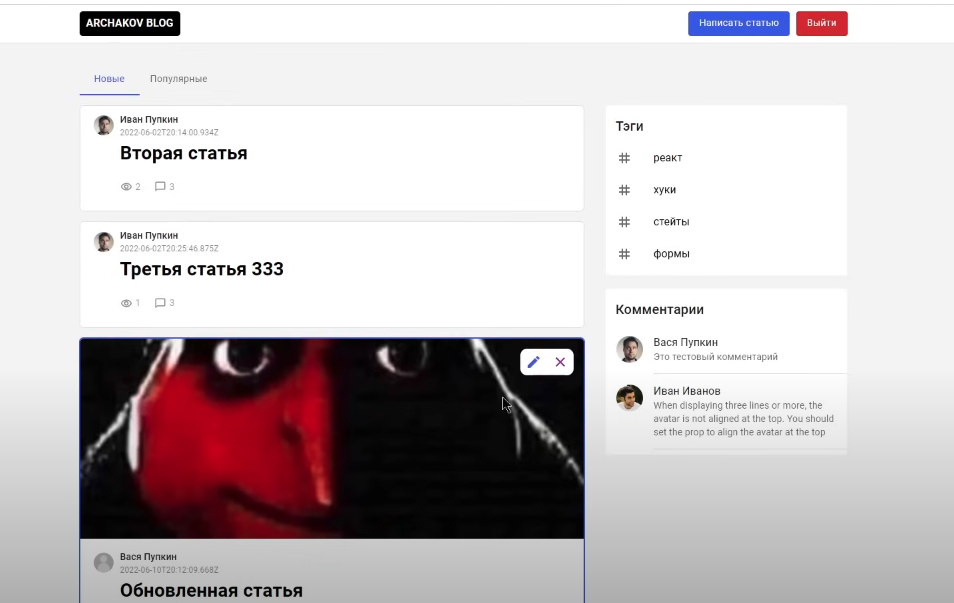 ARCHAKOV BLOG
Написать статью
Выйти
Новые
Популярные
Иван Пупкин
2022-06-02T20:14:00.934Z
Вторая статья
2
3
Иван Пупкин
2022-06-02T20:25:46.875Z
Третья статья 333
1
3
Вася Пупкин
2022-06-10T20:12:09.668Z
Обновленная статья
Тэги
# реакт
# хуки
# стейты
# формы
Комментарии
Вася Пупкин
Это тестовый комментарий
Иван Иванов
When displaying three lines or more, the
avatar is not aligned at the top. You should
set the prop to align the avatar at the top